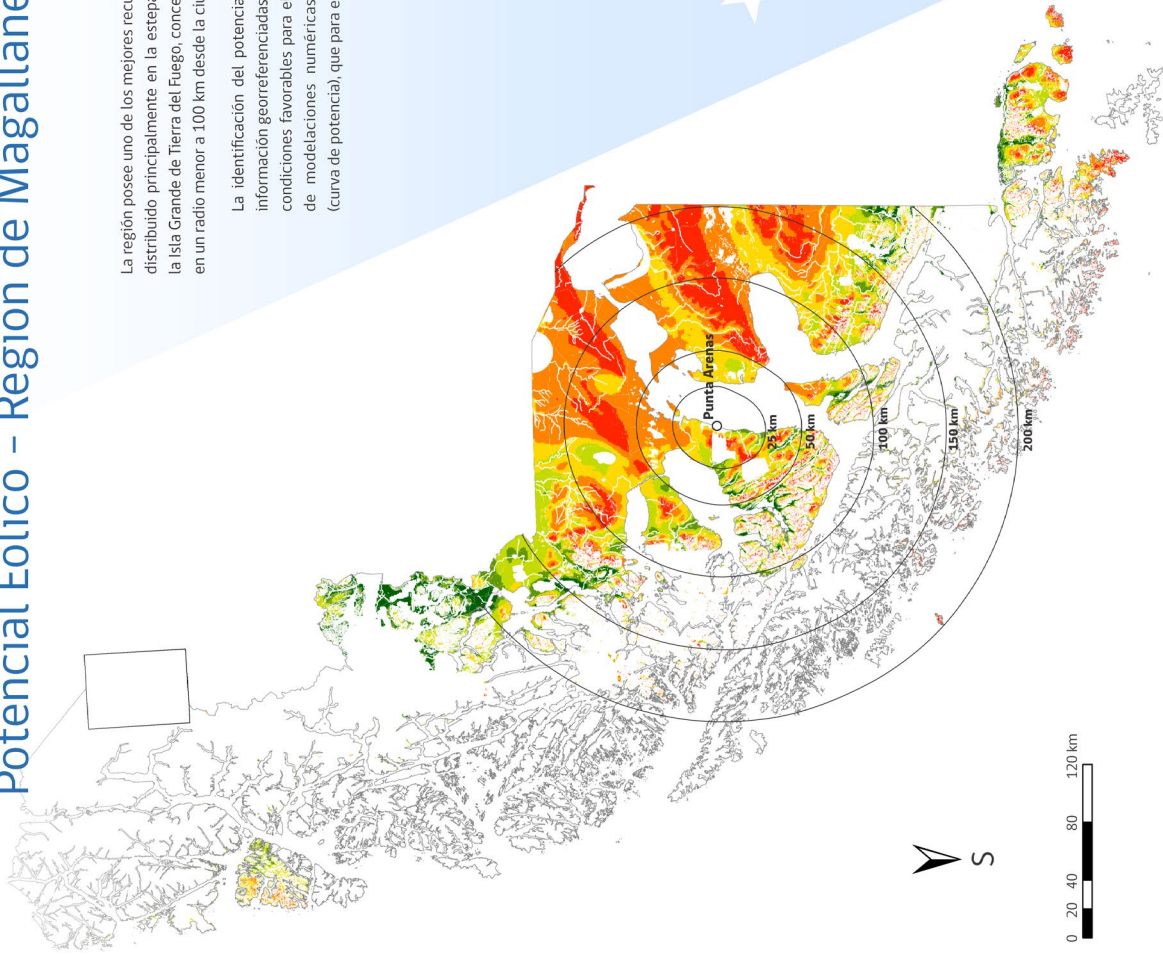 Potencial Eólico – Región de Magallane
La región posee uno de los mejores recu
distribuido principalmente en la estepa
la Isla Grande de Tierra del Fuego, conce
en un radio menor a 100 km desde la ciu
La identificación del potencia
información georreferenciadas
condiciones favorables para e
de modelaciones numéricas
(curva de potencia), que para e
Punta Arenas
25 km
50 km
100 km
150 km
200 km
S
0 20 40 80 120 km